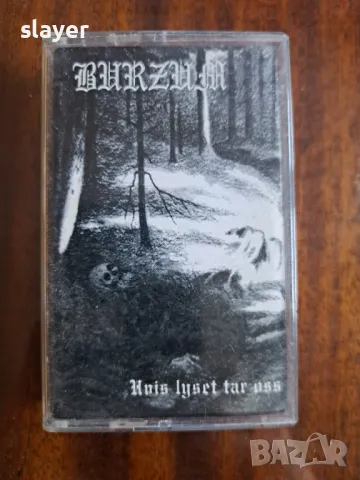 slayer
BURZUM
Hvis lyset tar oss
BAZAR